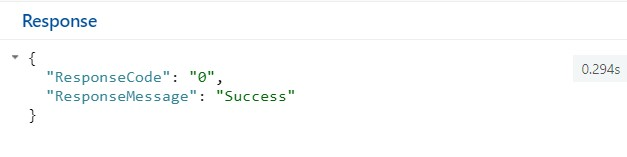 Response
{
"ResponseCode": "0",
0.294s
"ResponseMessage": "Success"
}